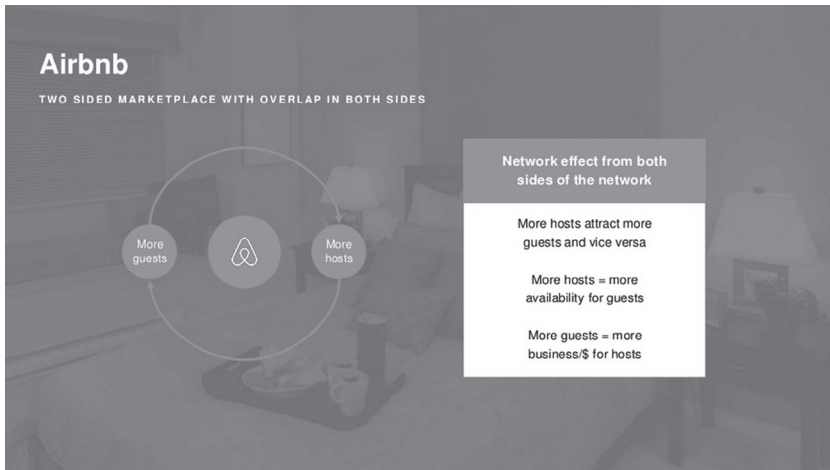 Airbnb
TWO SIDED MARKETPLACE WITH OVERLAP IN BOTH SIDES
More
guests
More
hosts
Network effect from both
sides of the network
More hosts attract more
guests and vice versa
More hosts = more
availability for guests
More guests = more
business/$ for hosts